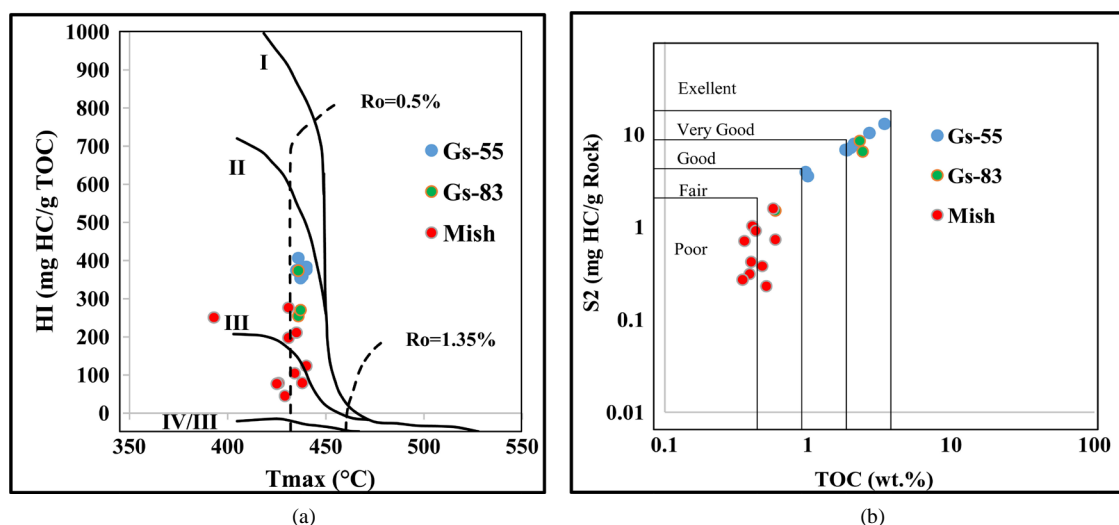 1000
900
800
700
600
500
400
300
200
100
0
HI (mg HC/g TOC)
I
II
III
IV/III
Ro=0.5%
Ro=1.35%
Gs-55
Gs-83
Mish
350
400
450
500
550
Tmax (°C)
(a)
10
1
0.1
0.01
S2 (mg HC/g Rock)
Exellent
Very Good
Good
Fair
Poor
Gs-55
Gs-83
Mish
0.1
1
10
100
TOC (wt.%)
(b)